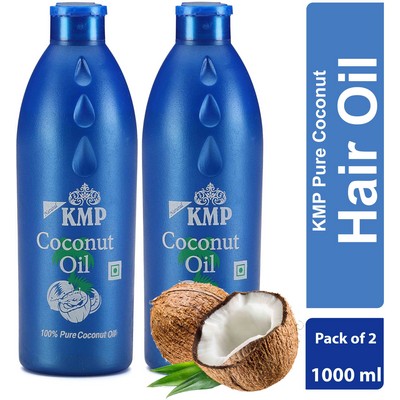 KMP
Coconut
Oil
100% Pure Coconut Oil
KMP
Coconut
Oil
KMP Pure Coconut
Hair Oil
Pack of 2
1000 ml